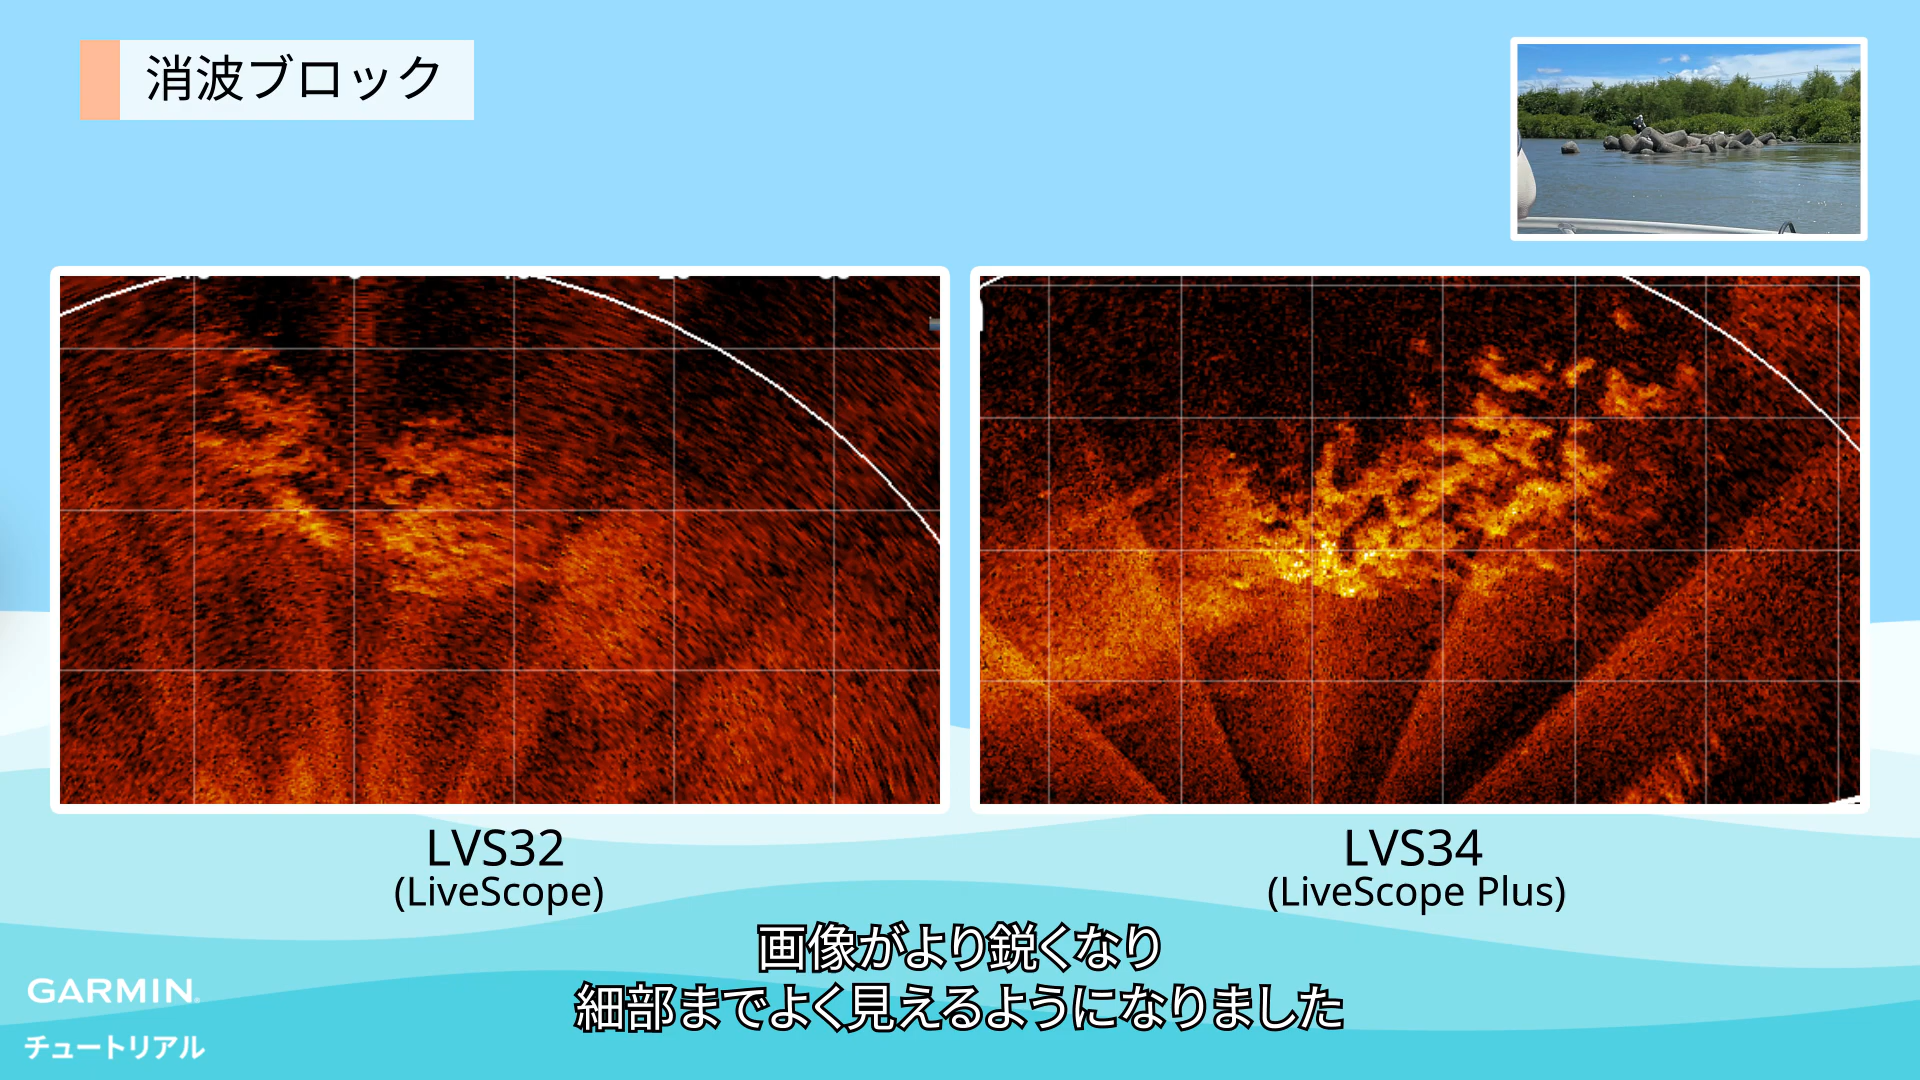 消波ブロック
LVS32
(LiveScope)
LVS34
(LiveScope Plus)
画像がより鋭くなり
細部までよく見えるようになりました
GARMIN.
チュートリアル